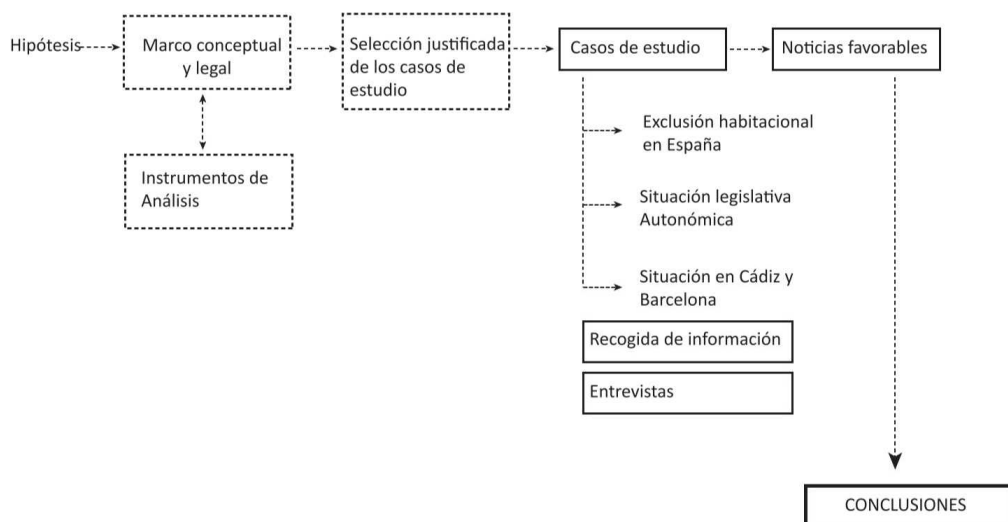 Hipótesis
Marco conceptual
y legal
Instrumentos de
Análisis
Selección justificada
de los casos de
estudio
Casos de estudio
Exclusión habitacional
en España
Situación legislativa
Autonómica
Situación en Cádiz y
Barcelona
Recogida de información
Entrevistas
Noticias favorables
CONCLUSIONES